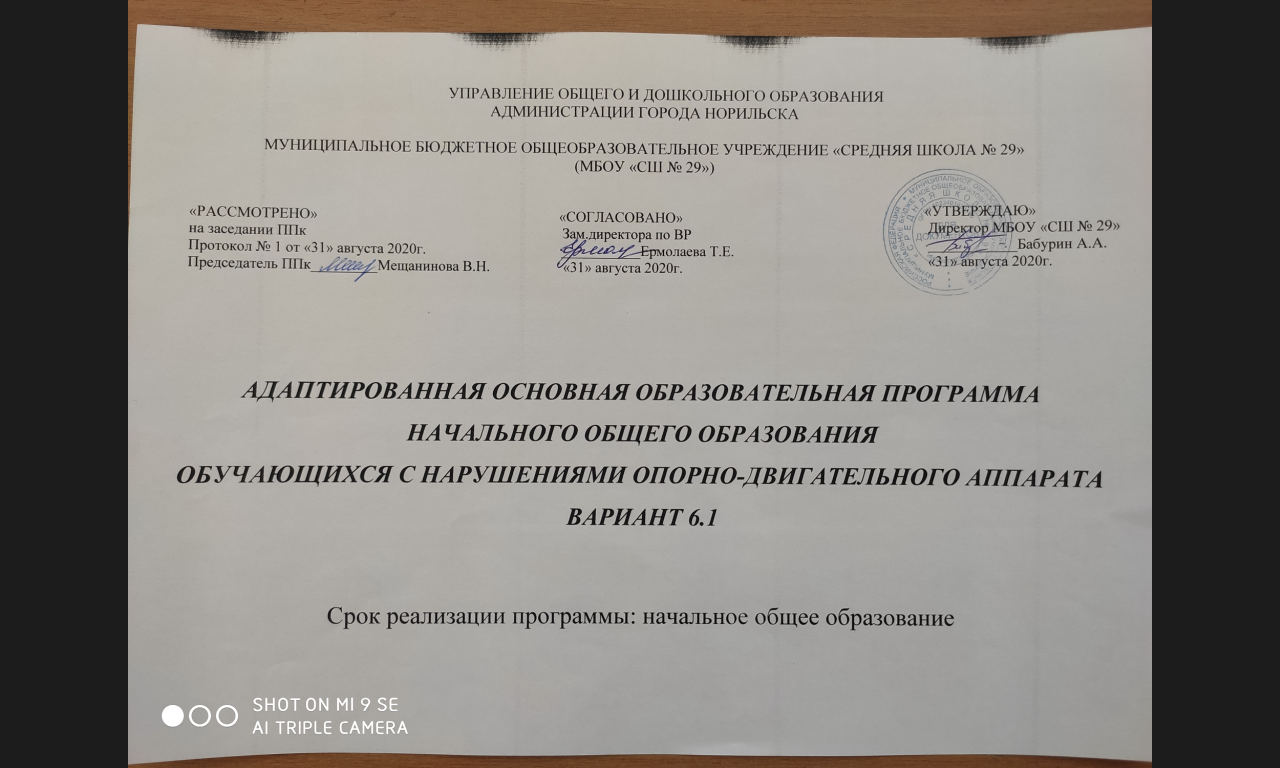 УПРАВЛЕНИЕ ОБЩЕГО И ДОШКОЛЬНОГО ОБРАЗОВАНИЯ
АДМИНИСТРАЦИИ ГОРОДА НОРИЛЬСКА
МУНИЦИПАЛЬНОЕ БЮДЖЕТНОЕ ОБЩЕОБРАЗОВАТЕЛЬНОЕ УЧРЕЖДЕНИЕ «СРЕДНЯЯ ШКОЛА № 29»
(МБОУ «СШ № 29»)
«РАССМОТРЕНО»
на заседании ППк
Протокол № 1 от «31» августа 2020г.
Председатель ППк Мещанинова В.Н.
«СОГЛАСОВАНО»
Зам.директора по ВР
Ермолаева Т.Е.
«31» августа 2020г.
«УТВЕРЖДАЮ»
Директор МБОУ «СШ № 29»
Бабурин А.А.
«31» августа 2020г.
АДАПТИРОВАННАЯ ОСНОВНАЯ ОБРАЗОВАТЕЛЬНАЯ ПРОГРАММА
НАЧАЛЬНОГО ОБЩЕГО ОБРАЗОВАНИЯ
ОБУЧАЮЩИХСЯ С НАРУШЕНИЯМИ ОПОРНО-ДВИГАТЕЛЬНОГО АППАРАТА
ВАРИАНТ 6.1
Срок реализации программы: начальное общее образование
SHOT ON MI 9 SE
AI TRIPLE CAMERA